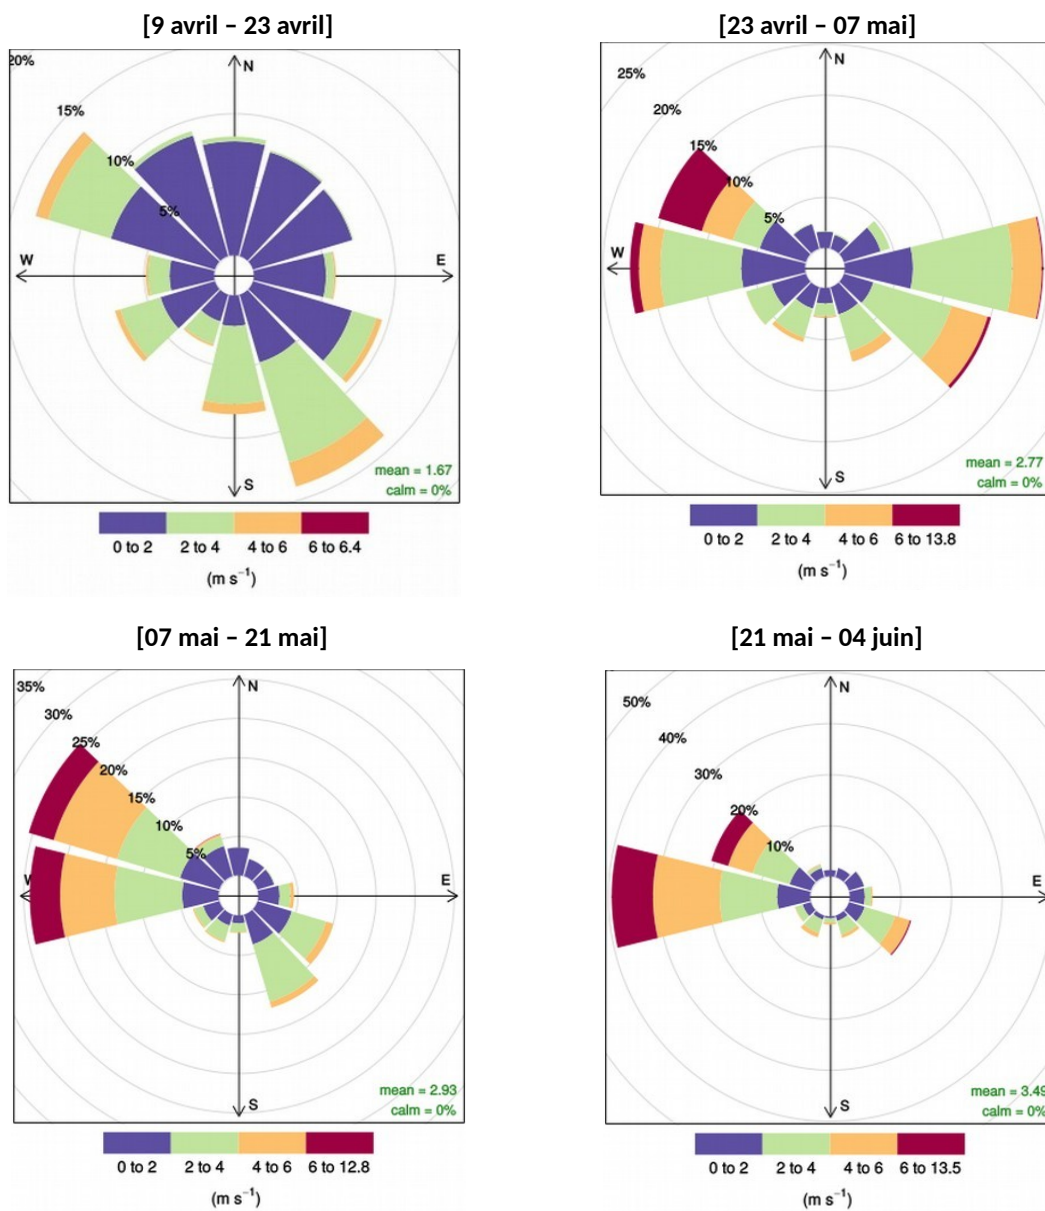 [9 avril – 23 avril]
20%
15%
10%
5%
N
W
E
S
mean = 1.67
calm = 0%
0 to 2 2 to 4 4 to 6 6 to 6.4
(m s⁻¹)
[23 avril – 07 mai]
25%
20%
15%
10%
5%
N
W
S
mean = 2.77
calm = 0%
0 to 2 2 to 4 4 to 6 6 to 13.8
(m s⁻¹)
[07 mai – 21 mai]
35%
30%
25%
20%
15%
10%
5%
N
W
E
S
mean = 2.93
calm = 0%
0 to 2 2 to 4 4 to 6 6 to 12.8
(m s⁻¹)
[21 mai – 04 juin]
50%
40%
30%
20%
10%
N
E
S
mean = 3.49
calm = 0%
0 to 2 2 to 4 4 to 6 6 to 13.5
(m s⁻¹)